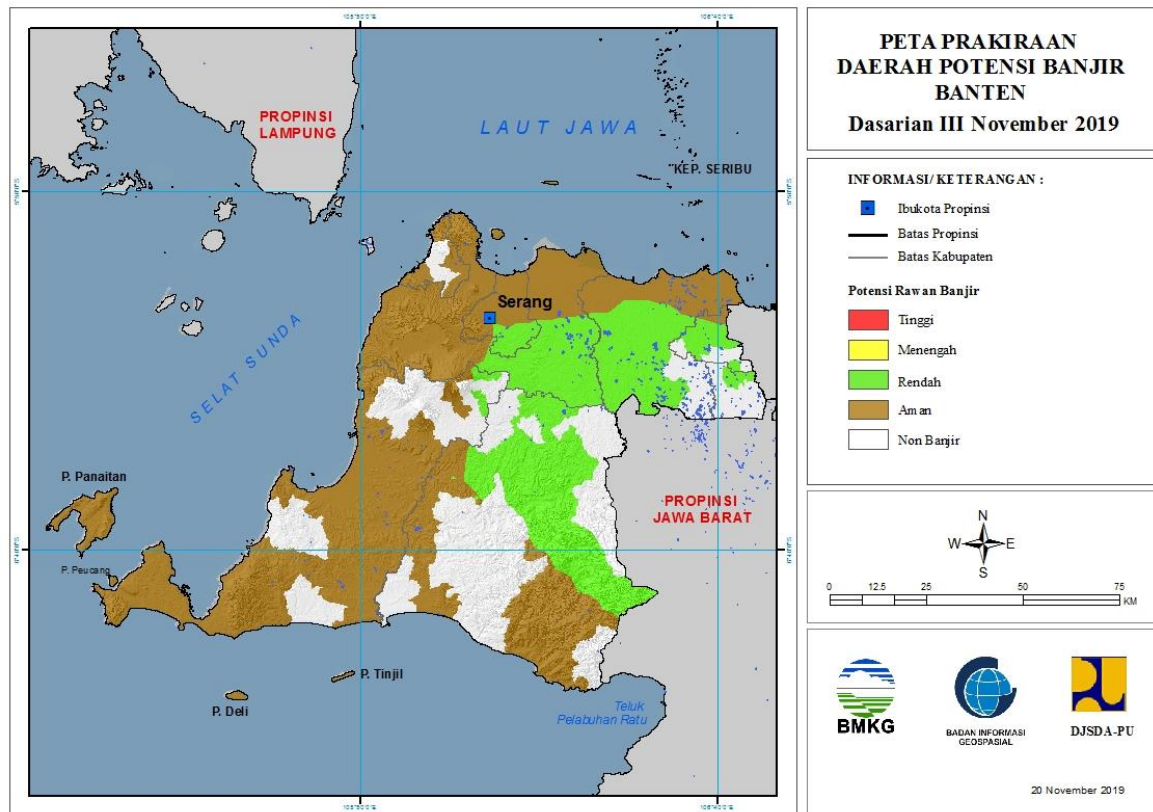 PROPINSI
LAMPUNG
LAUT JAWA
KEP. SERIBU
Serang
SELAT SUNDA
P. Panaitan
P. Peucang
PROPINSI
JAWA BARAT
P. Tinjil
P. Deli
Teluk
Pelabuhan Ratu
PETA PRAKIRAAN
DAERAH POTENSI BANJIR
BANTEN
Dasarian III November 2019
INFORMASI/KETERANGAN :
Ibukota Propinsi
Batas Propinsi
Batas Kabupaten
Potensi Rawan Banjir
Tinggi
Menengah
Rendah
Aman
Non Banjir
N
W E
S
0 12.5 25 50 75
KM
BMKG
BADAN INFORMASI
GEOSPASIAL
DJSDA-PU
20 November 2019